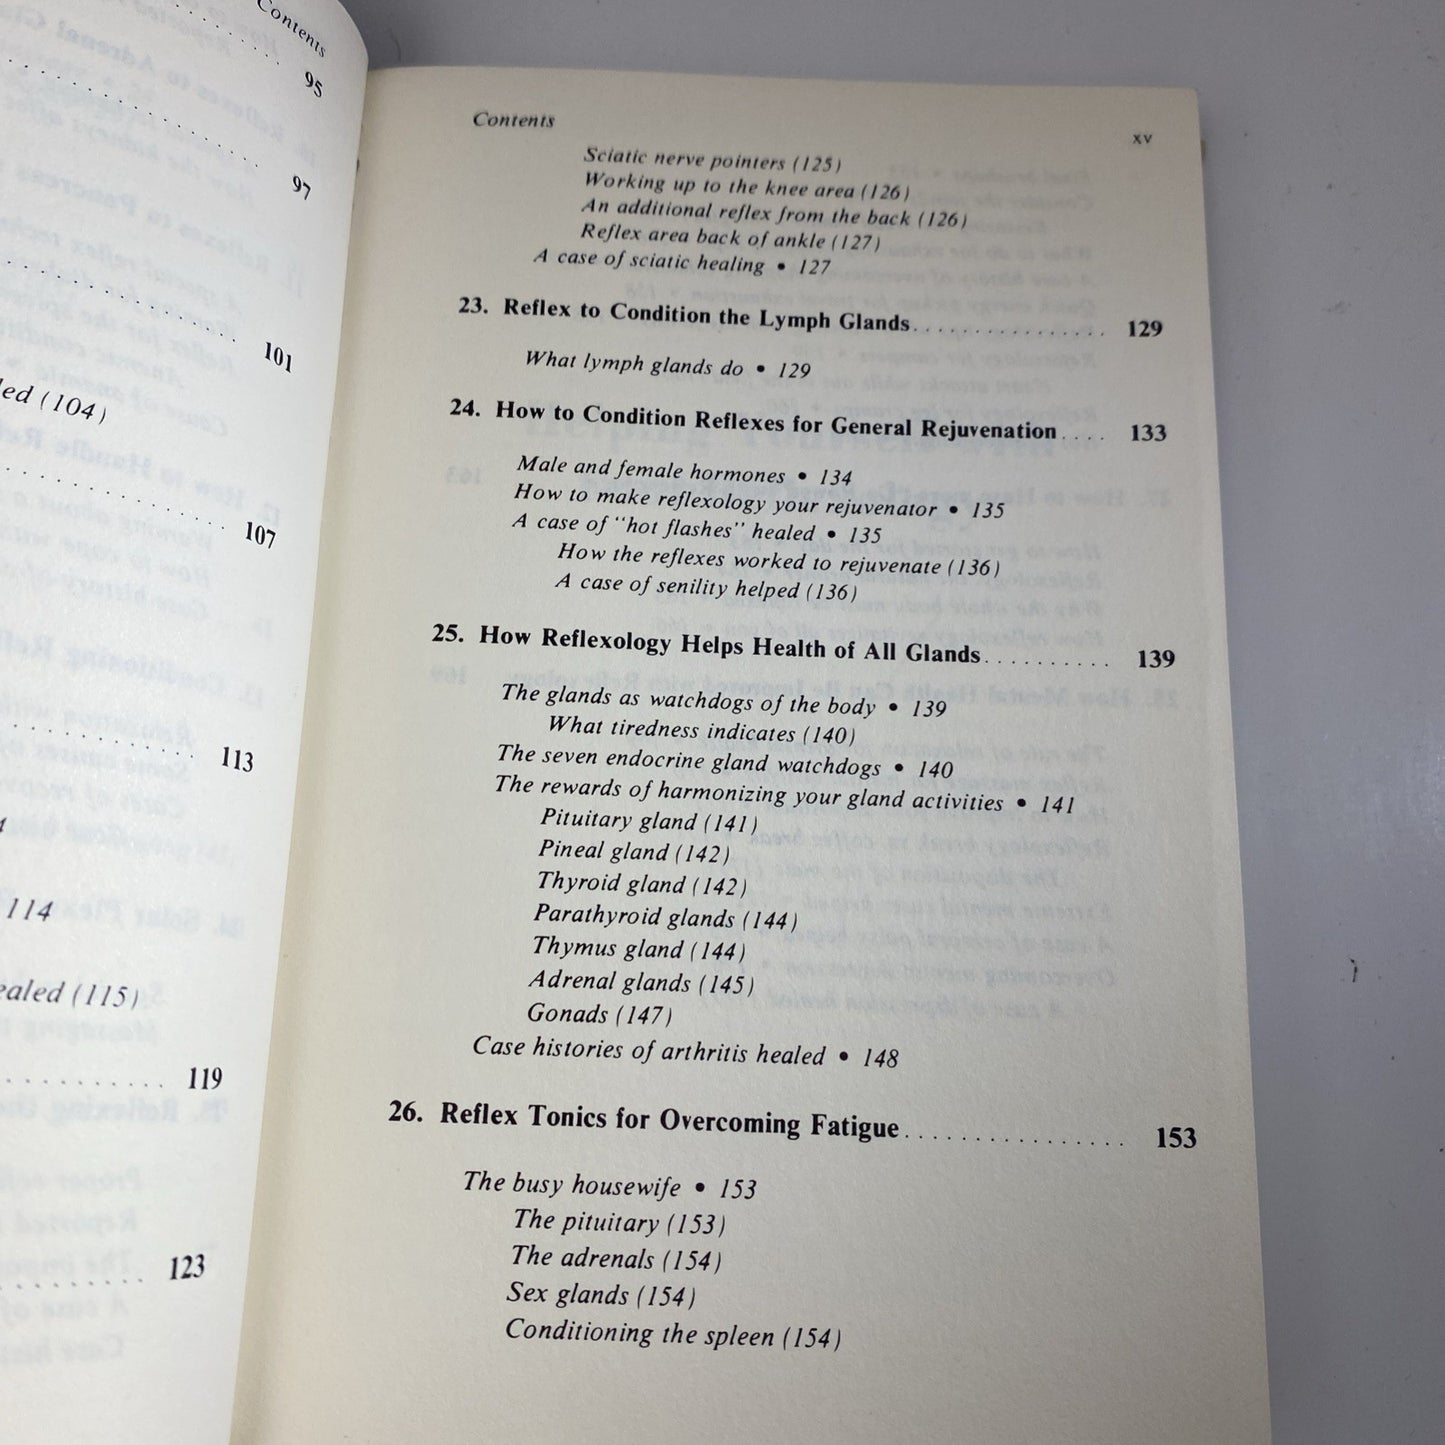 Contents
95
97
101
ed (104)
107
113
114
ealed (115)
119
123
Contents
xv
Sciatic nerve pointers (125)
Working up to the knee area (126)
An additional reflex from the back (126)
Reflex area back of ankle (127)
A case of sciatic healing • 127
23. Reflex to Condition the Lymph Glands................ 129
What lymph glands do • 129
24. How to Condition Reflexes for General Rejuvenation.... 133
Male and female hormones • 134
How to make reflexology your rejuvenator • 135
A case of "hot flashes" healed • 135
How the reflexes worked to rejuvenate (136)
A case of senility helped (136)
25. How Reflexology Helps Health of All Glands.......... 139
The glands as watchdogs of the body • 139
What tiredness indicates (140)
The seven endocrine gland watchdogs • 140
The rewards of harmonizing your gland activities • 141
Pituitary gland (141)
Pineal gland (142)
Thyroid gland (142)
Parathyroid glands (144)
Thymus gland (144)
Adrenal glands (145)
Gonads (147)
Case histories of arthritis healed • 148
26. Reflex Tonics for Overcoming Fatigue................ 153
The busy housewife • 153
The pituitary (153)
The adrenals (154)
Sex glands (154)
Conditioning the spleen (154)